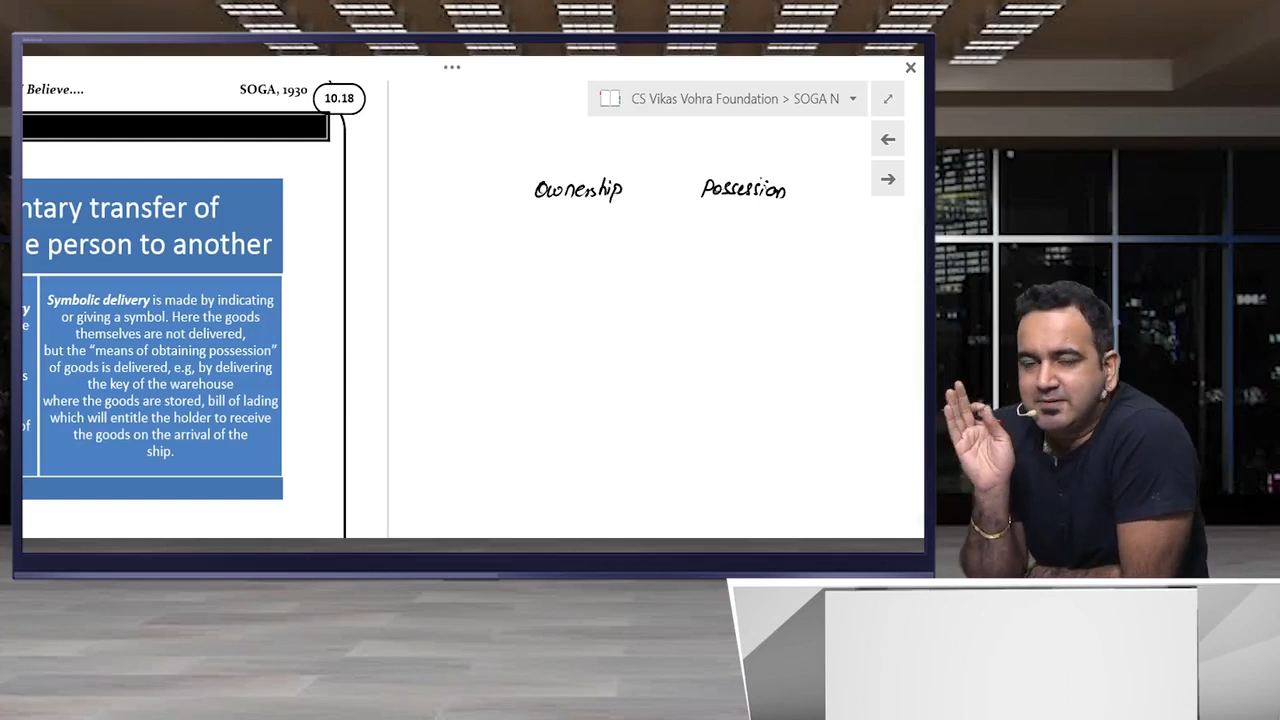 Believe....
SOGA, 1930
10.18
CS Vikas Vohra Foundation > SOGA N
Ownership
Possession
ntary transfer of
e person to another
Symbolic delivery is made by indicating
or giving a symbol. Here the goods
themselves are not delivered,
but the "means of obtaining possession"
of goods is delivered, e.g, by delivering
the key of the warehouse
where the goods are stored, bill of lading
which will entitle the holder to receive
the goods on the arrival of the
ship.